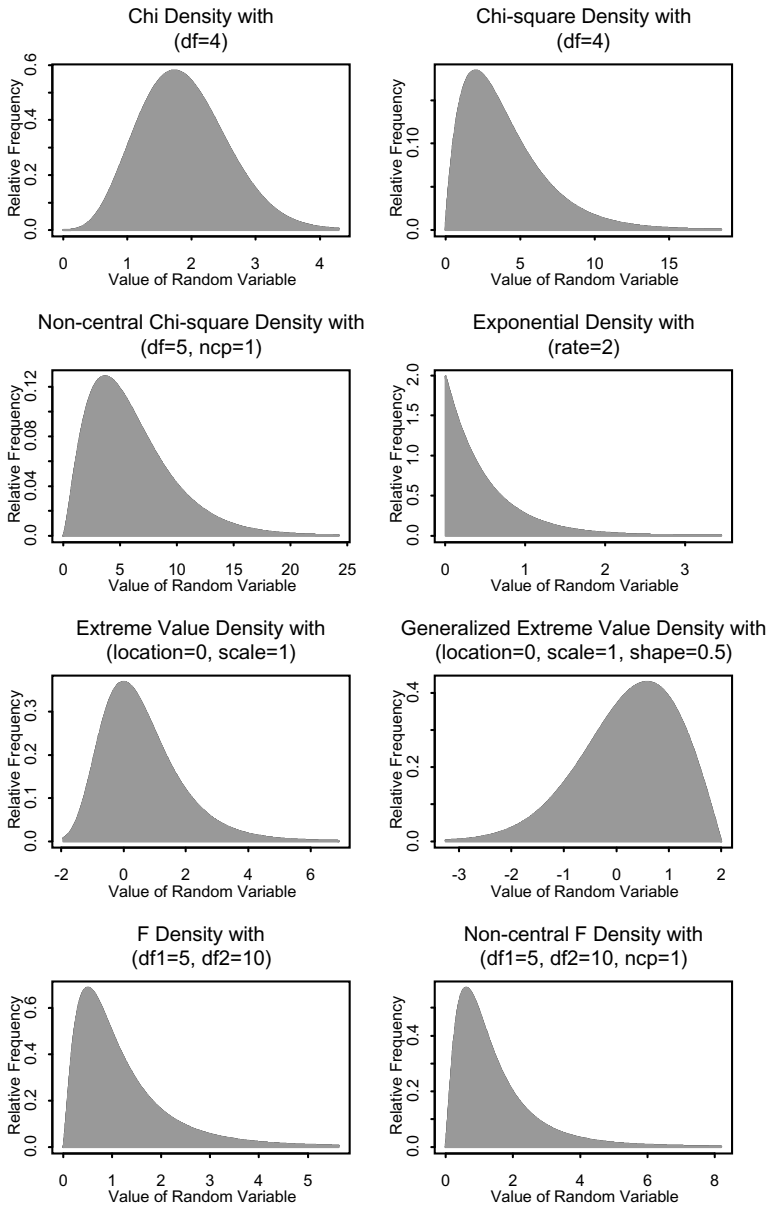 Chi Density with
(df=4)
Relative Frequency
0.0 0.2 0.4 0.6
0 1 2 3 4
Value of Random Variable
Chi-square Density with
(df=4)
Relative Frequency
0.0 0.10
0 5 10 15
Value of Random Variable
Non-central Chi-square Density with
(df=5, ncp=1)
Relative Frequency
0.0 0.04 0.08 0.12
0 5 10 15 20 25
Value of Random Variable
Exponential Density with
(rate=2)
Relative Frequency
0.0 0.5 1.0 1.5 2.0
0 1 2 3
Value of Random Variable
Extreme Value Density with
(location=0, scale=1)
Relative Frequency
0.0 0.1 0.2 0.3
-2 0 2 4 6
Value of Random Variable
Generalized Extreme Value Density with
(location=0, scale=1, shape=0.5)
Relative Frequency
0.0 0.2 0.4
-3 -2 -1 0 1 2
Value of Random Variable
F Density with
(df1=5, df2=10)
Relative Frequency
0.0 0.2 0.4 0.6
0 1 2 3 4 5
Value of Random Variable
Non-central F Density with
(df1=5, df2=10, ncp=1)
Relative Frequency
0.0 0.2 0.4
0 2 4 6 8
Value of Random Variable